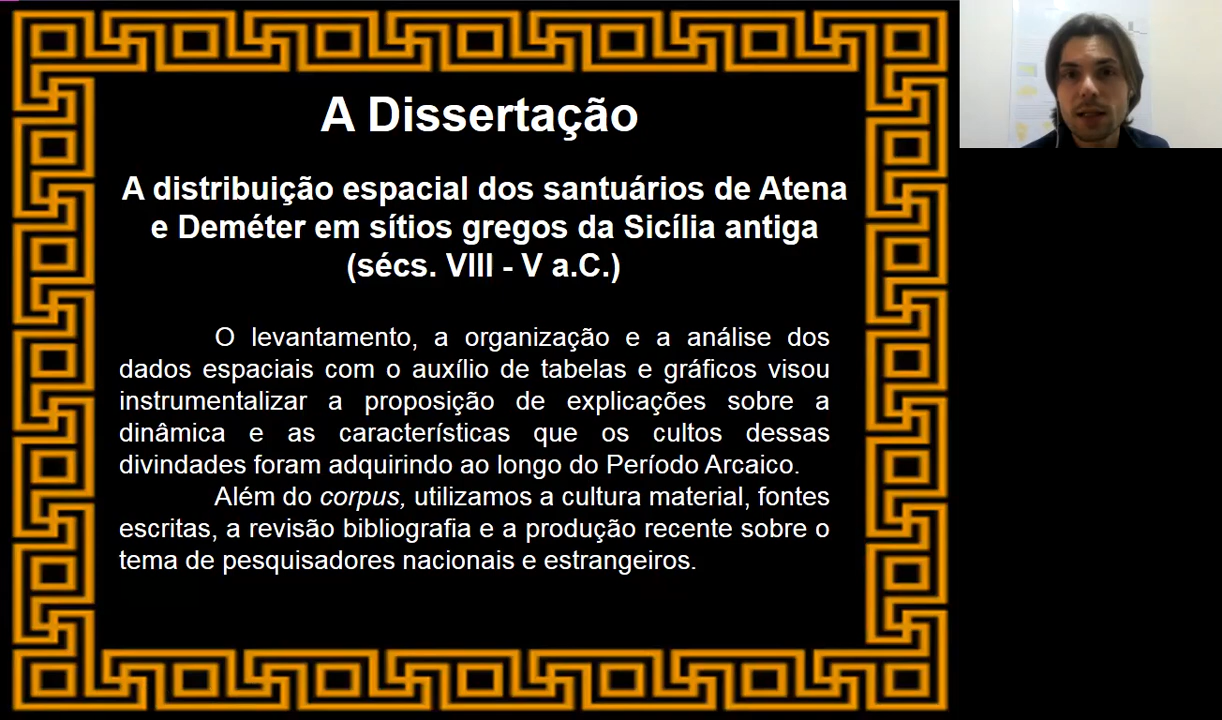 A Dissertação
A distribuição espacial dos santuários de Atena
e Deméter em sítios gregos da Sicília antiga
(sécs. VIII - V a.C.)
O levantamento, a organização e a análise dos
dados espaciais com o auxílio de tabelas e gráficos visou
instrumentalizar a proposição de explicações sobre a
dinâmica e as características que os cultos dessas
divindades foram adquirindo ao longo do Período Arcaico.
Além do corpus, utilizamos a cultura material, fontes
escritas, a revisão bibliografia e a produção recente sobre o
tema de pesquisadores nacionais e estrangeiros.